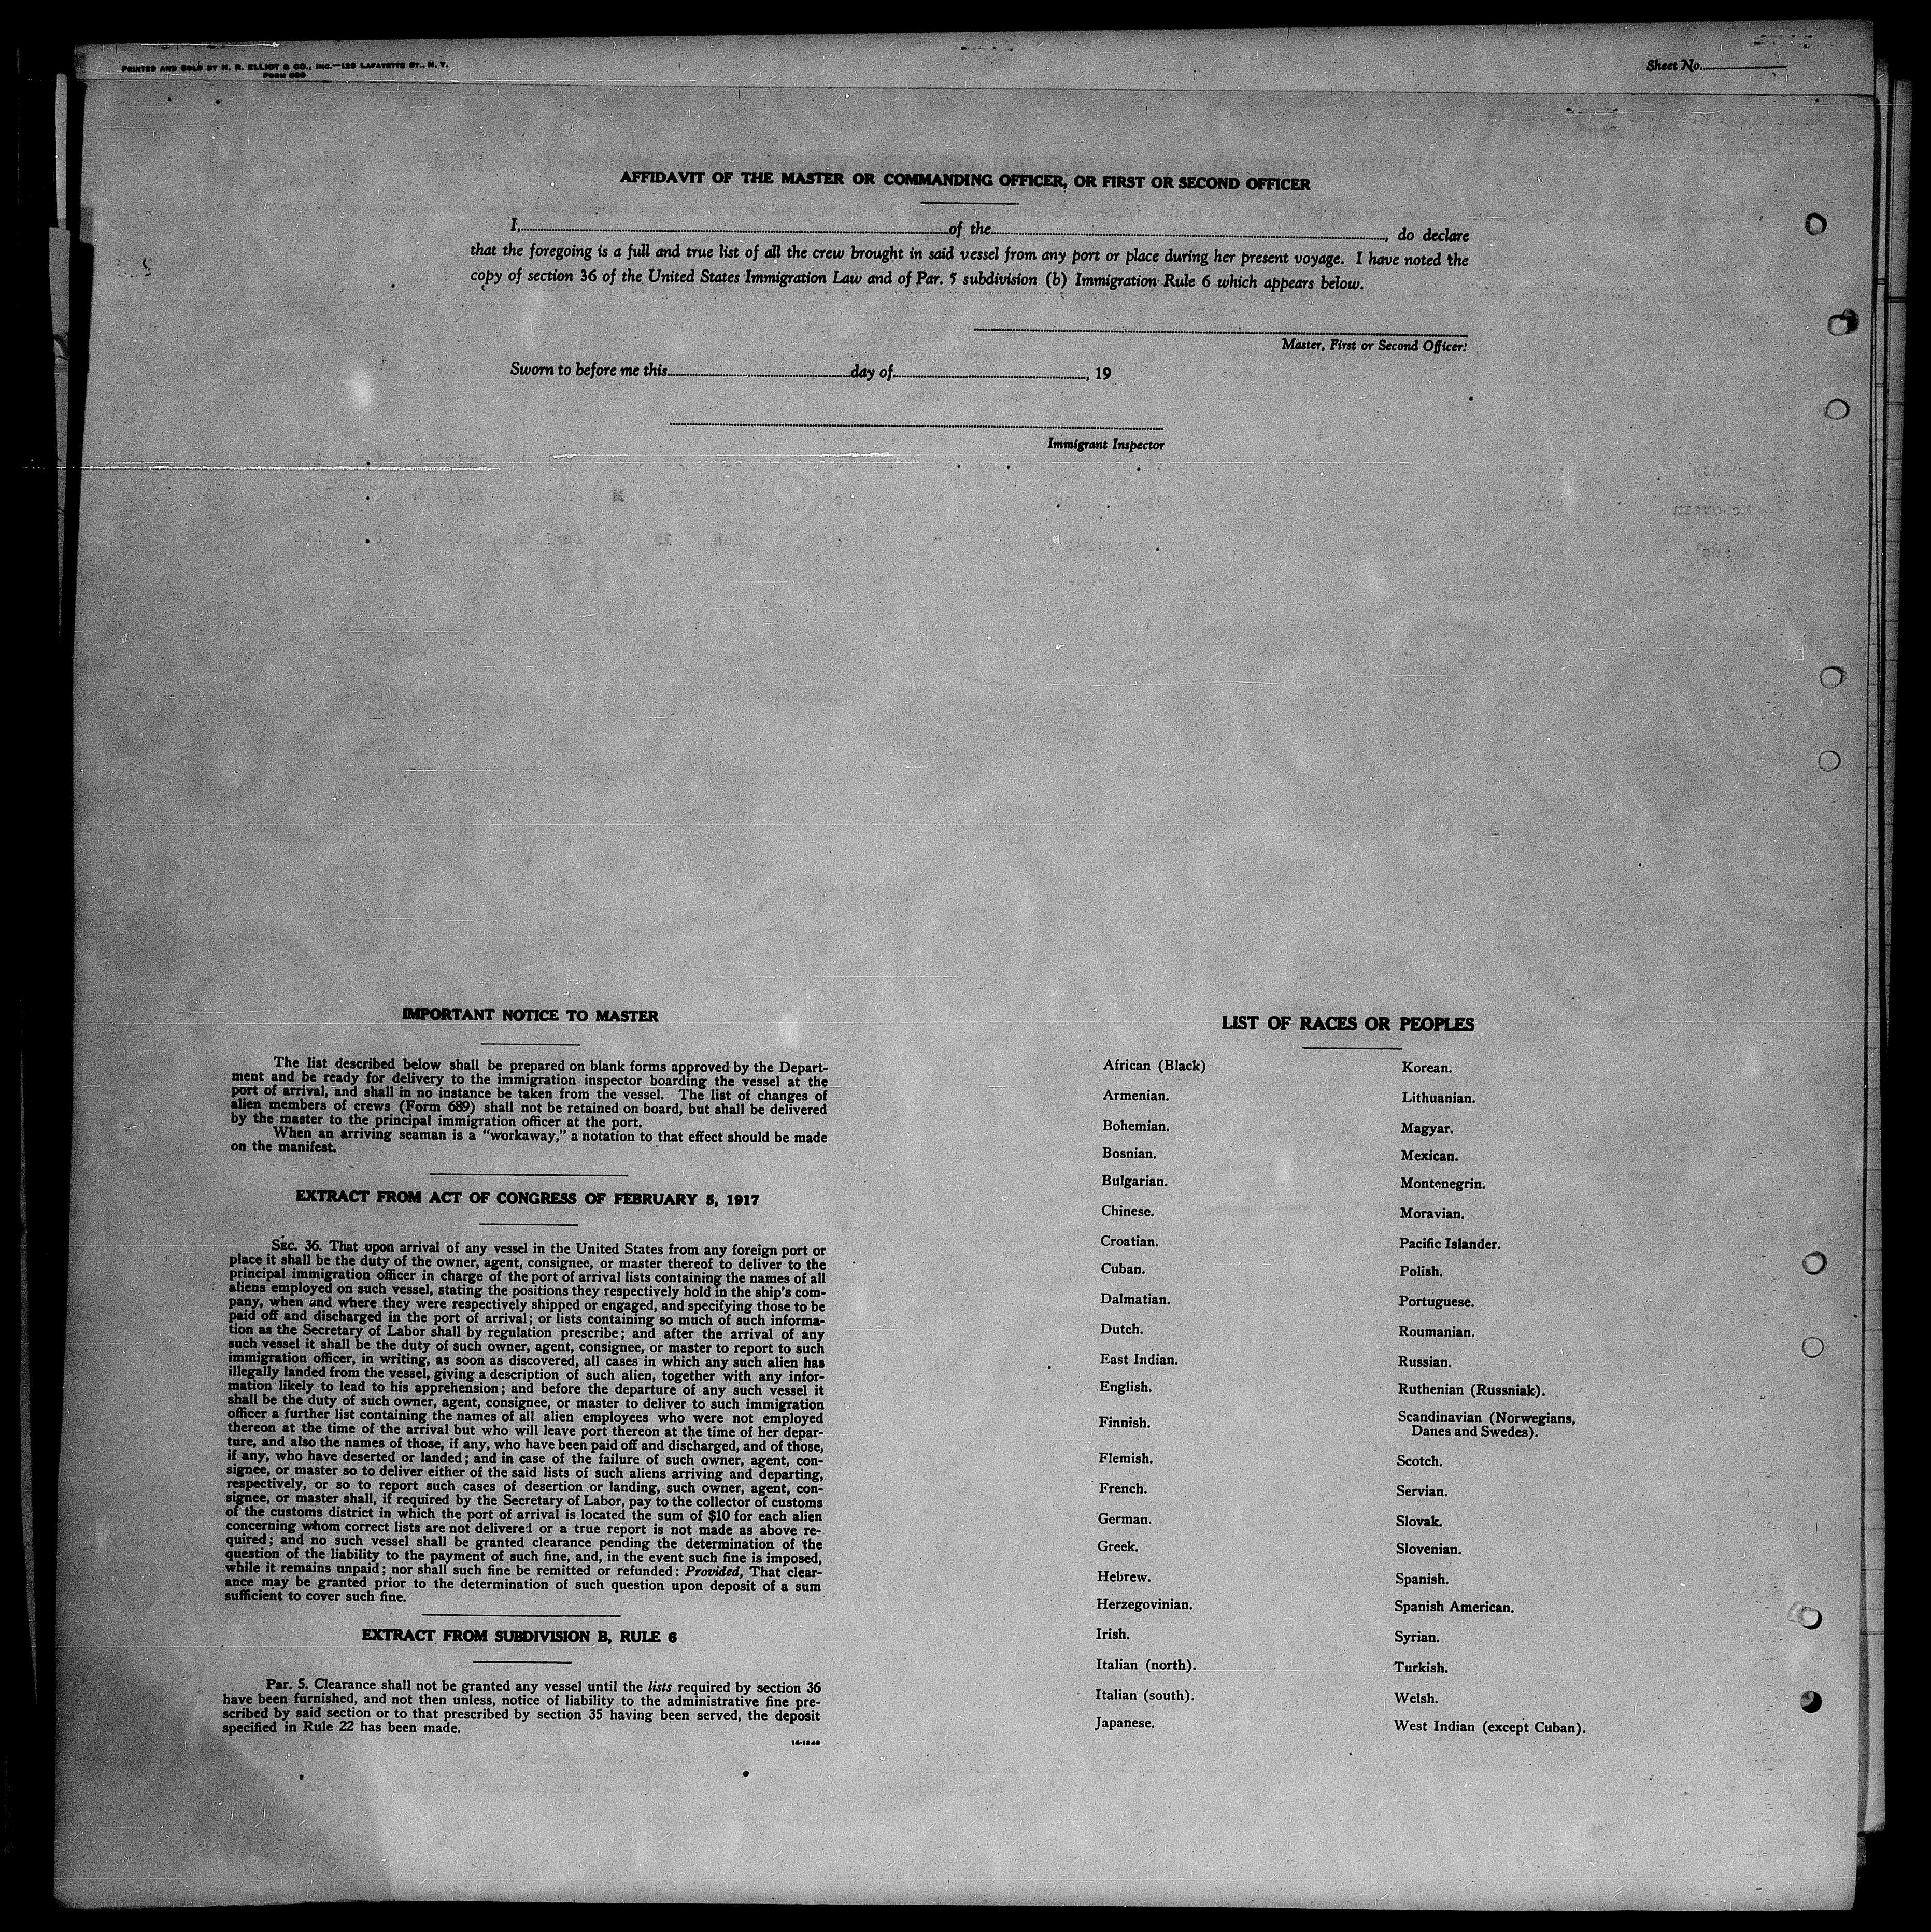 PRINTED AND SOLD BY N. R. ELLIOT & CO., INC.—129 LAFAYETTE ST., N. Y.
FORM 680
Sheet No.
AFFIDAVIT OF THE MASTER OR COMMANDING OFFICER, OR FIRST OR SECOND OFFICER
I, of the , do declare
that the foregoing is a full and true list of all the crew brought in said vessel from any port or place during her present voyage. I have noted the
copy of section 36 of the United States Immigration Law and of Par. 5 subdivision (b) Immigration Rule 6 which appears below.
Master, First or Second Officer.
Sworn to before me this day of , 19
Immigrant Inspector
IMPORTANT NOTICE TO MASTER
The list described below shall be prepared on blank forms approved by the Depart-
ment and be ready for delivery to the immigration inspector boarding the vessel at the
port of arrival, and shall in no instance be taken from the vessel. The list of changes of
alien members of crews (Form 689) shall not be retained on board, but shall be delivered
by the master to the principal immigration officer at the port.
When an arriving seaman is a “workaway,” a notation to that effect should be made
on the manifest.
EXTRACT FROM ACT OF CONGRESS OF FEBRUARY 5, 1917
SEC. 36. That upon arrival of any vessel in the United States from any foreign port or
place it shall be the duty of the owner, agent, consignee, or master thereof to deliver to the
principal immigration officer in charge of the port of arrival lists containing the names of all
aliens employed on such vessel, stating the positions they respectively hold in the ship's com-
pany, when and where they were respectively shipped or engaged, and specifying those to be
paid off and discharged in the port of arrival; or lists containing so much of such informa-
tion as the Secretary of Labor shall by regulation prescribe; and after the arrival of any
such vessel it shall be the duty of such owner, agent, consignee, or master to report to such
immigration officer, in writing, as soon as discovered, all cases in which any such alien has
illegally landed from the vessel, giving a description of such alien, together with any infor-
mation likely to lead to his apprehension; and before the departure of any such vessel it
shall be the duty of such owner, agent, consignee, or master to deliver to such immigration
officer a further list containing the names of all alien employees who were not employed
thereon at the time of the arrival but who will leave port thereon at the time of her depar-
ture, and also the names of those, if any, who have been paid off and discharged, and of those,
if any, who have deserted or landed; and in case of the failure of such owner, agent, con-
signee, or master so to deliver either of the said lists of such aliens arriving and departing,
respectively, or so to report such cases of desertion or landing, such owner, agent, con-
signee, or master shall, if required by the Secretary of Labor, pay to the collector of customs
of the customs district in which the port of arrival is located the sum of $10 for each alien
concerning whom correct lists are not delivered or a true report is not made as above re-
quired; and no such vessel shall be granted clearance pending the determination of the
question of the liability to the payment of such fine, and, in the event such fine is imposed,
while it remains unpaid; nor shall such fine be remitted or refunded: Provided, That clear-
ance may be granted prior to the determination of such question upon deposit of a sum
sufficient to cover such fine.
EXTRACT FROM SUBDIVISION B, RULE 6
Par. 5. Clearance shall not be granted any vessel until the lists required by section 36
have been furnished, and not then unless, notice of liability to the administrative fine pre-
scribed by said section or to that prescribed by section 35 having been served, the deposit
specified in Rule 22 has been made.
14-1240
LIST OF RACES OR PEOPLES
African (Black)
Armenian.
Bohemian.
Bosnian.
Bulgarian.
Chinese.
Croatian.
Cuban.
Dalmatian.
Dutch.
East Indian.
English.
Finnish.
Flemish.
French.
German.
Greek.
Hebrew.
Herzegovinian.
Irish.
Italian (north).
Italian (south).
Japanese.
Korean.
Lithuanian.
Magyar.
Mexican.
Montenegrin.
Moravian.
Pacific Islander.
Polish.
Portuguese.
Roumanian.
Russian.
Ruthenian (Russniak).
Scandinavian (Norwegians,
Danes and Swedes).
Scotch.
Servian.
Slovak.
Slovenian.
Spanish.
Spanish American.
Syrian.
Turkish.
Welsh.
West Indian (except Cuban).